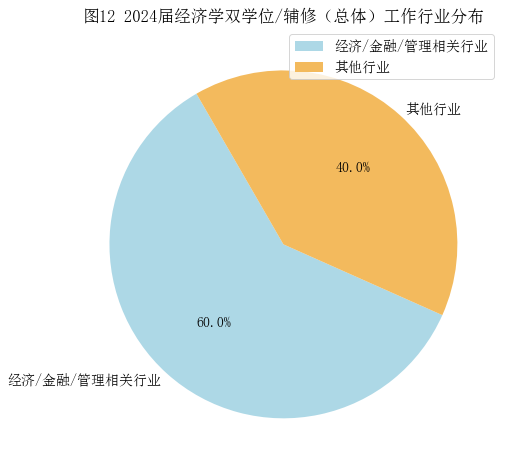 图12 2024届经济学双学位/辅修（总体）工作行业分布
经济/金融/管理相关行业
其他行业
其他行业
40.0%
60.0%
经济/金融/管理相关行业